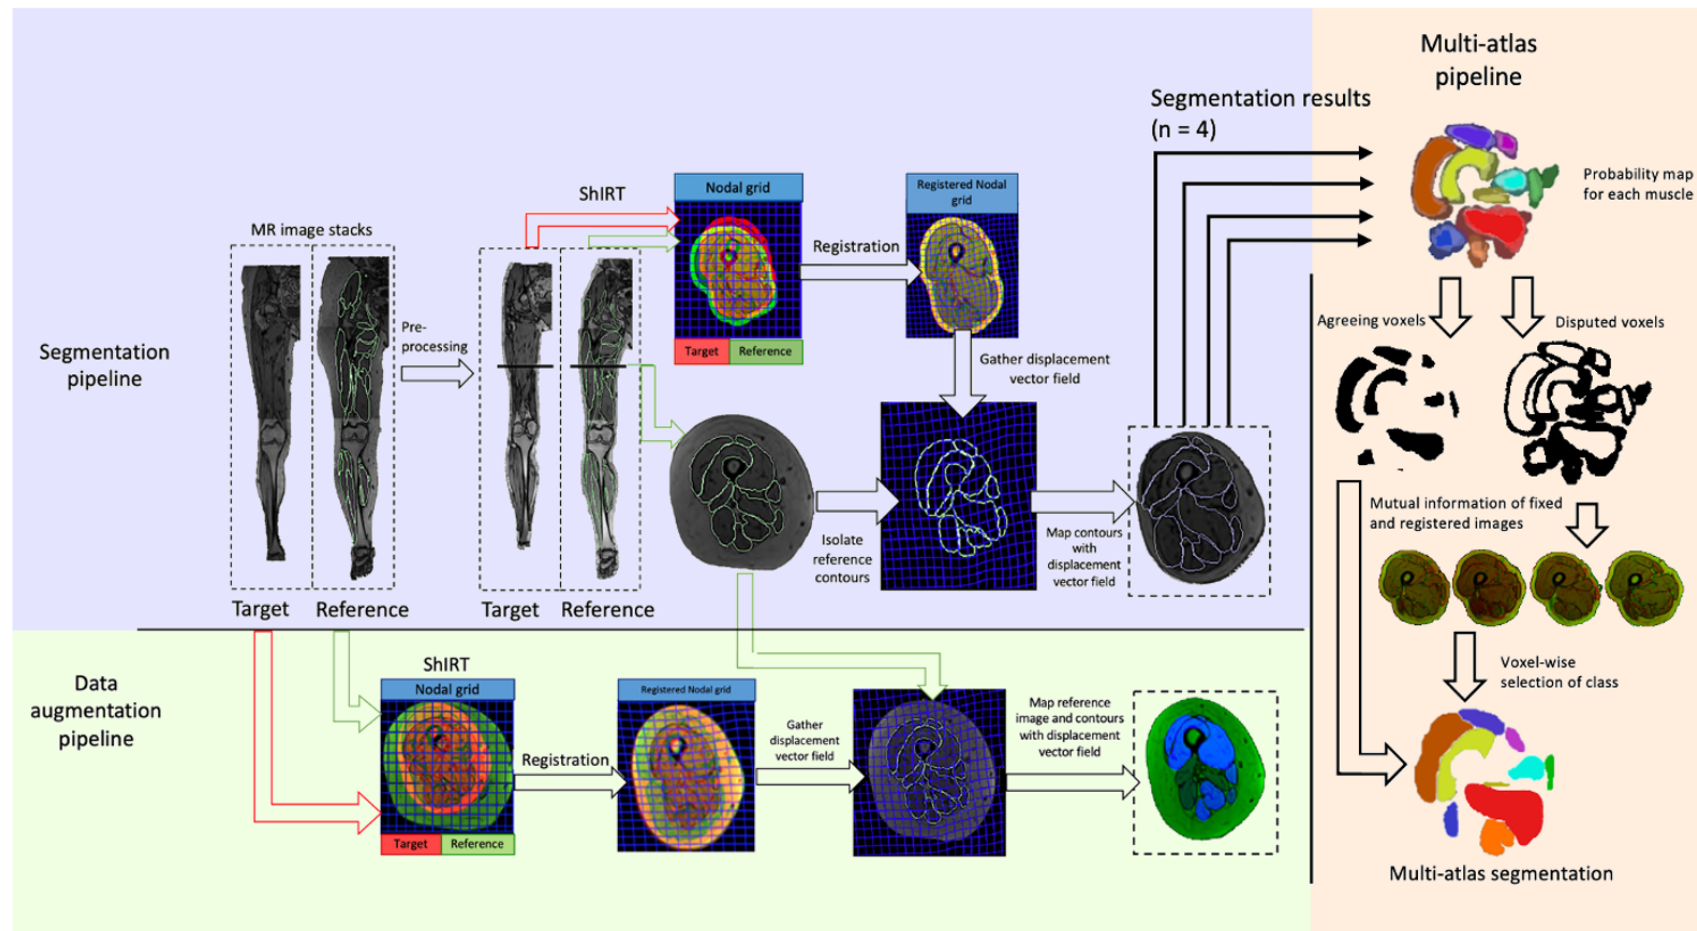 Segmentation
pipeline
MR image stacks
Target
Reference
Pre-
processing
Target
Reference
ShIRT
Nodal grid
Target
Reference
Registration
Registered Nodal
grid
Gather displacement
vector field
Isolate
reference
contours
Map contours
with
displacement
vector field
Segmentation results
(n = 4)
Data
augmentation
pipeline
ShIRT
Nodal grid
Target
Reference
Registration
Registered Nodal grid
Gather
displacement
vector field
Map reference
image and contours
with displacement
vector field
Multi-atlas
pipeline
Probability map
for each muscle
Agreeing voxels
Disputed voxels
Mutual information of fixed
and registered images
Voxel-wise
selection of class
Multi-atlas segmentation